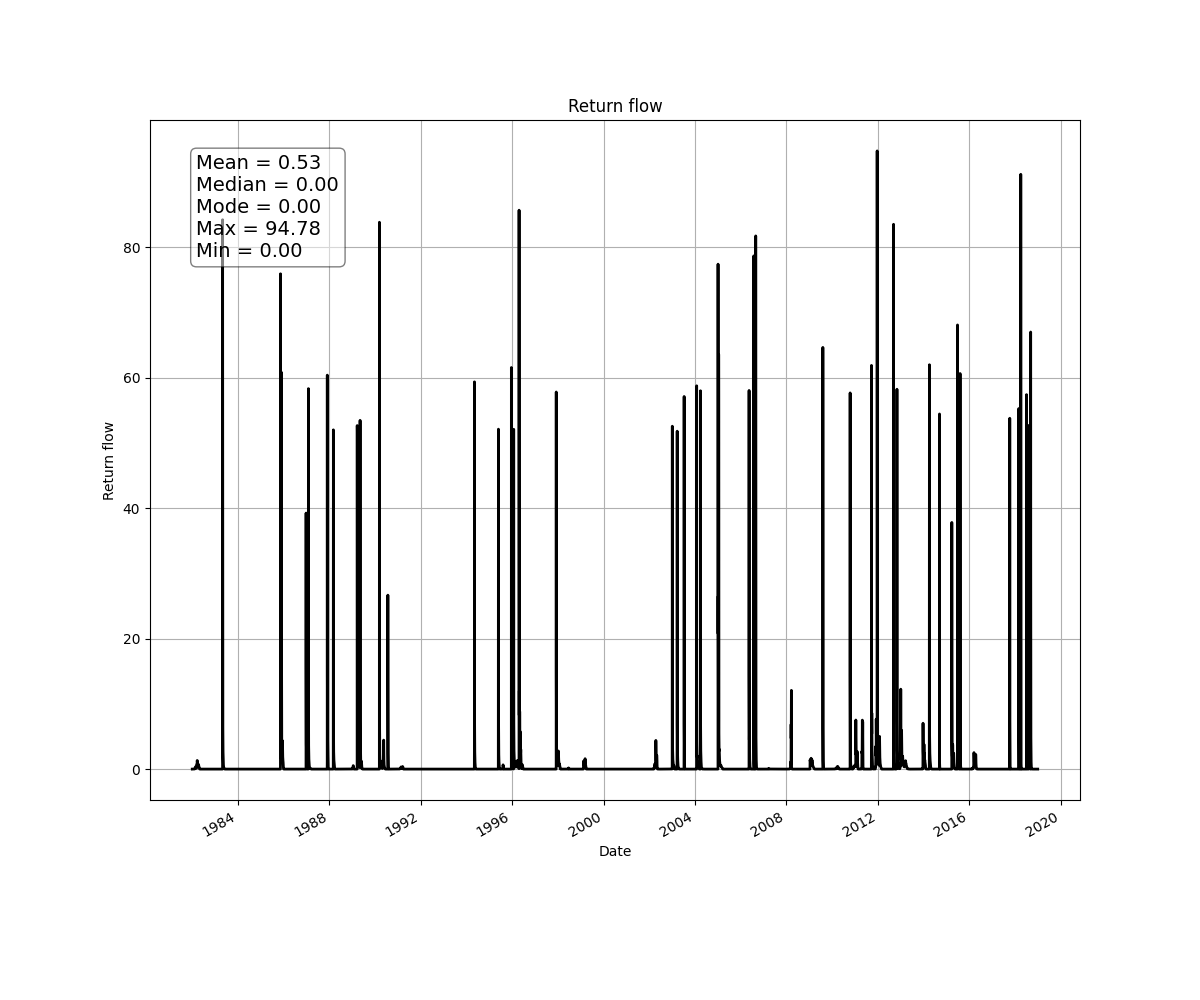 Return flow
Mean = 0.53
Median = 0.00
Mode = 0.00
Max = 94.78
Min = 0.00
80
60
40
20
0
Return flow
1984 1988 1992 1996 2000 2004 2008 2012 2016 2020
Date